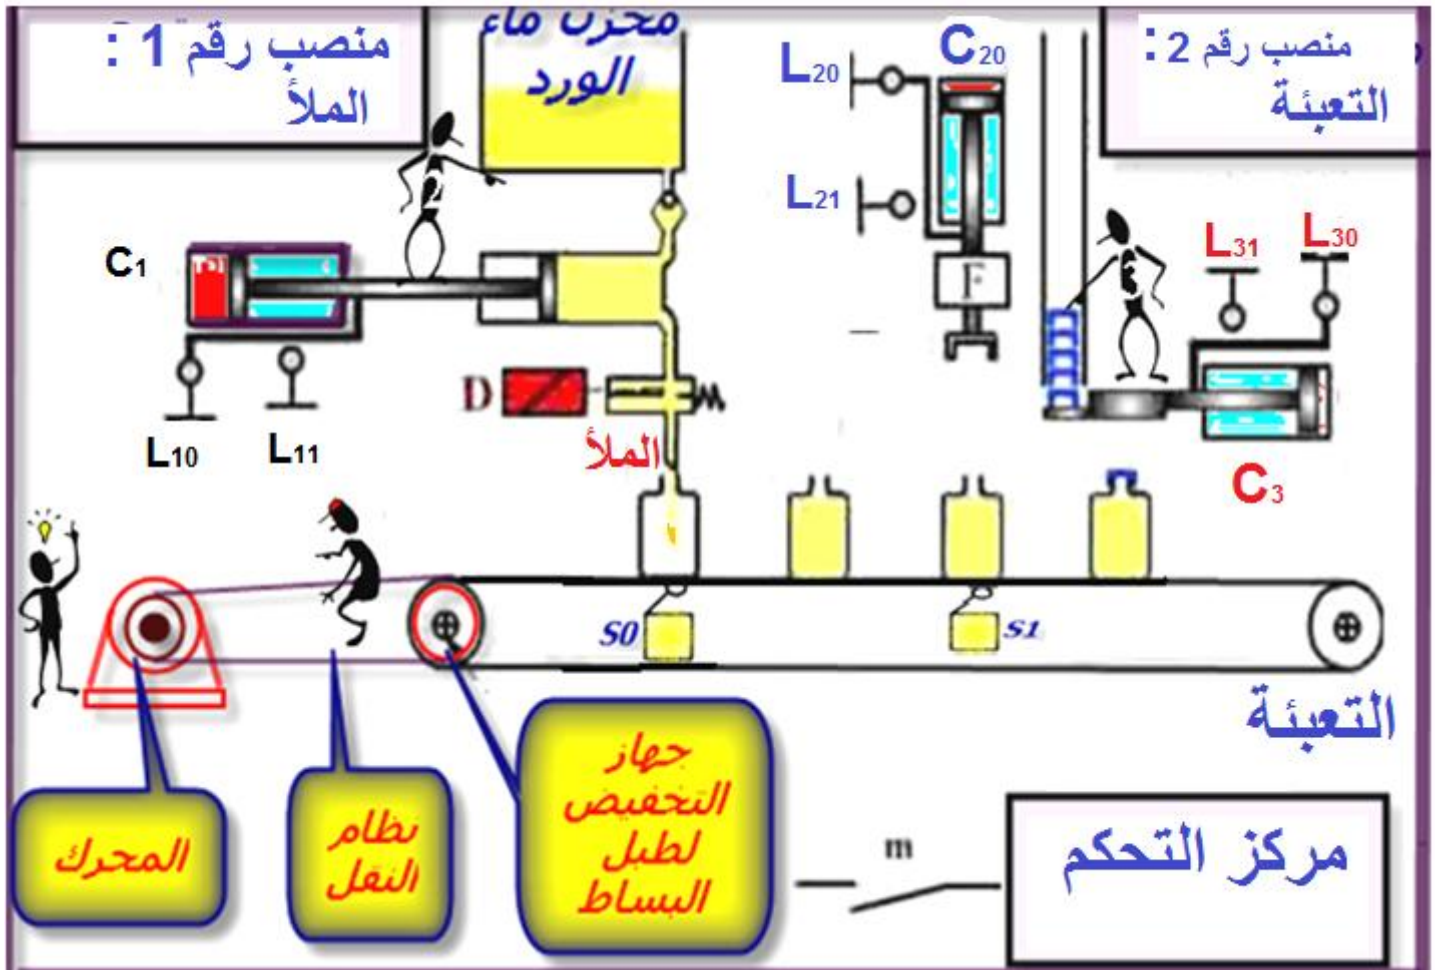 منصب رقم 1 :
الملأ
مخزن ماء
الورد
C20
L20
L21
F
منصب رقم 2 :
التعبئة
C1
L10
L11
2
D
الملأ
L31
L30
C3
S0
S1
التعبئة
المحرك
نظام
النقل
جهاز
التخفيض
لطبل
البساط
m
مركز التحكم